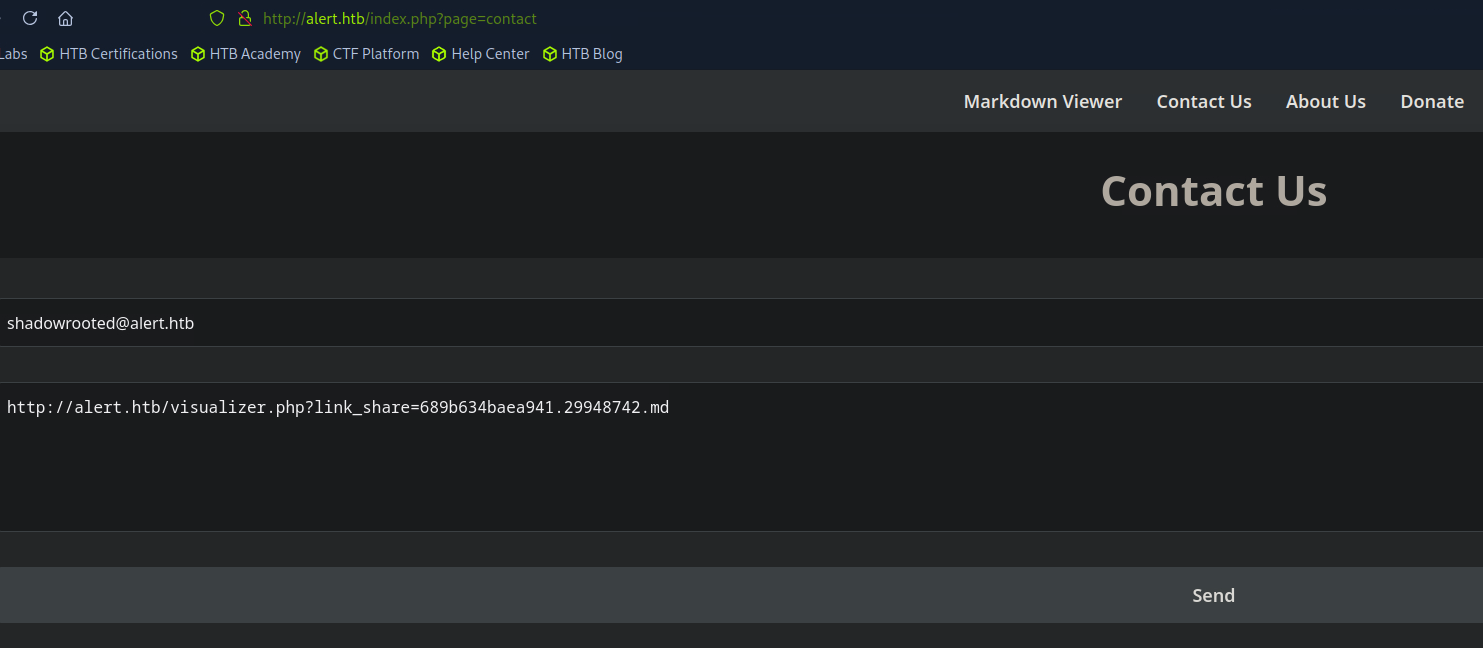 http://alert.htb/index.php?page=contact
Labs HTB Certifications HTB Academy CTF Platform Help Center HTB Blog
Markdown Viewer Contact Us About Us Donate
Contact Us
shadowrooted@alert.htb
http://alert.htb/visualizer.php?link_share=689b634baea941.29948742.md
Send